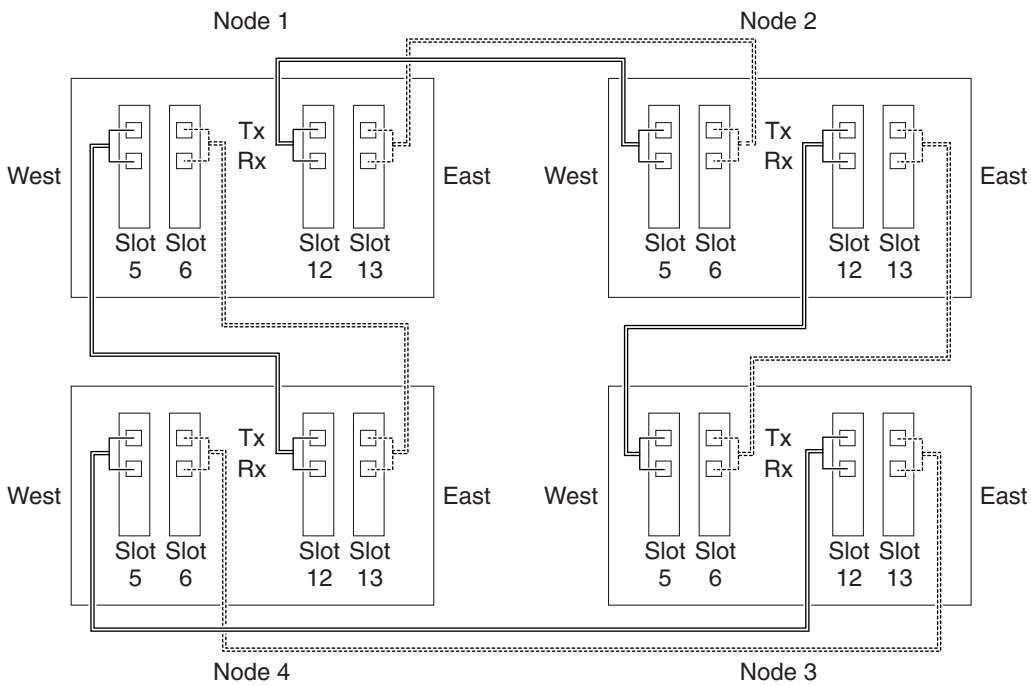 Node 1
Node 2
Tx
Rx
West
East
Slot Slot
5 6
Slot Slot
12 13
Tx
Rx
West
East
Slot Slot
5 6
Slot Slot
12 13
Tx
Rx
West
East
Slot Slot
5 6
Slot Slot
12 13
Tx
Rx
West
East
Slot Slot
5 6
Slot Slot
12 13
Node 4
Node 3